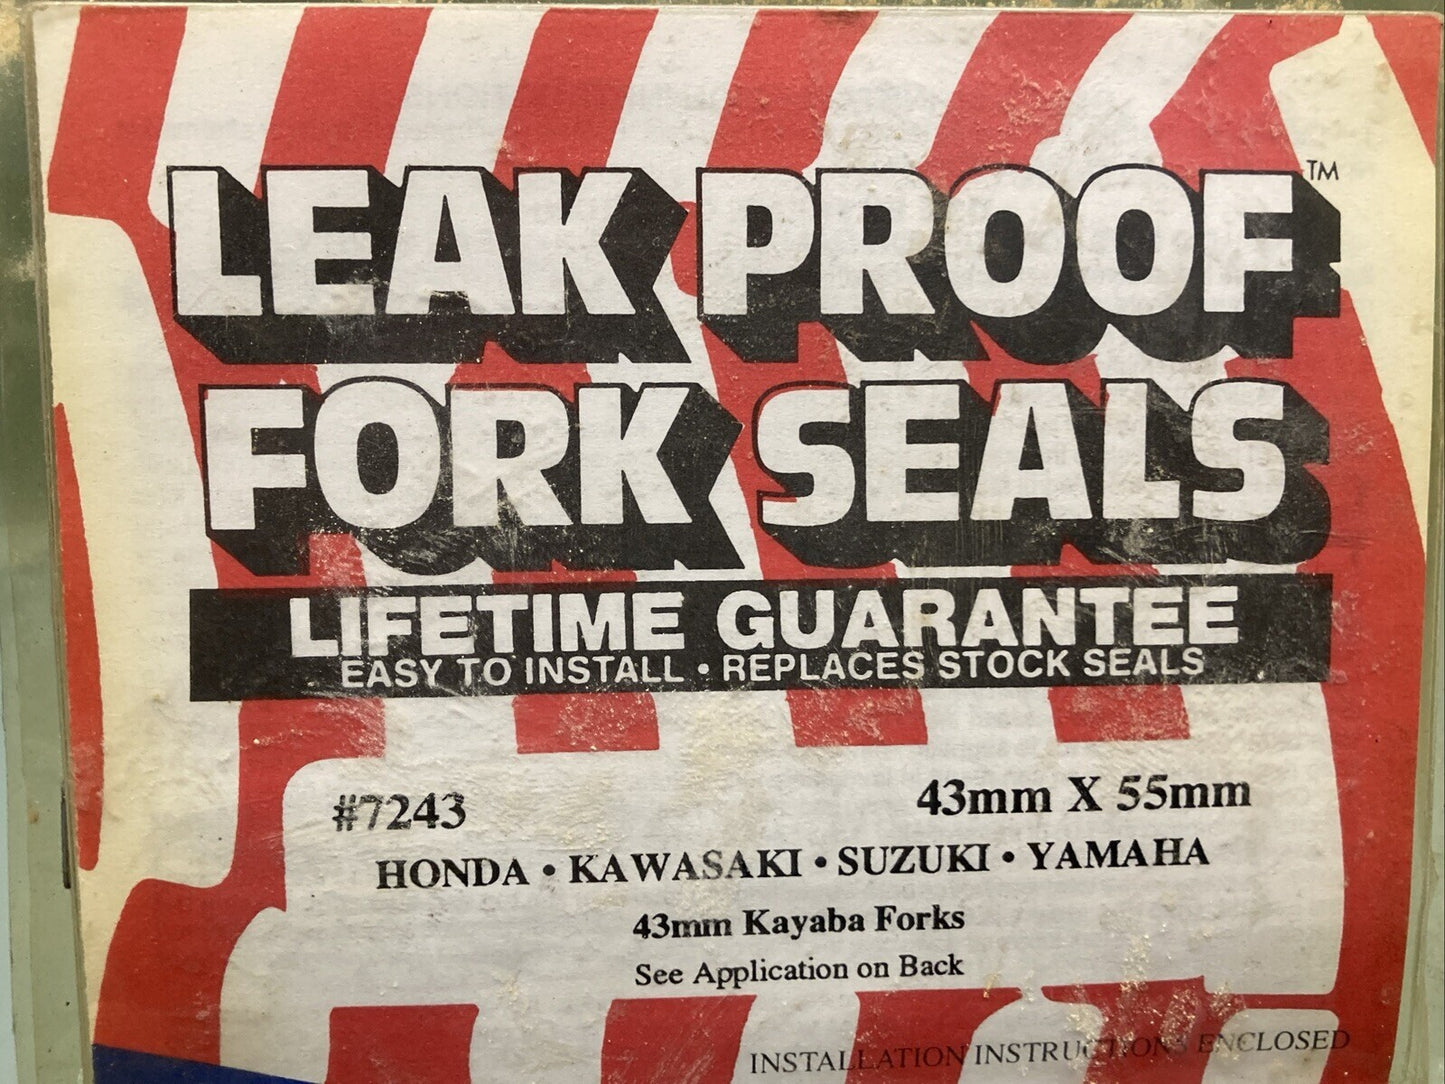 LEAK PROOF™
FORK SEALS
LIFETIME GUARANTEE
EASY TO INSTALL • REPLACES STOCK SEALS
#7243 43mm X 55mm
HONDA • KAWASAKI • SUZUKI • YAMAHA
43mm Kayaba Forks
See Application on Back
INSTALLATION INSTRUCTIONS ENCLOSED